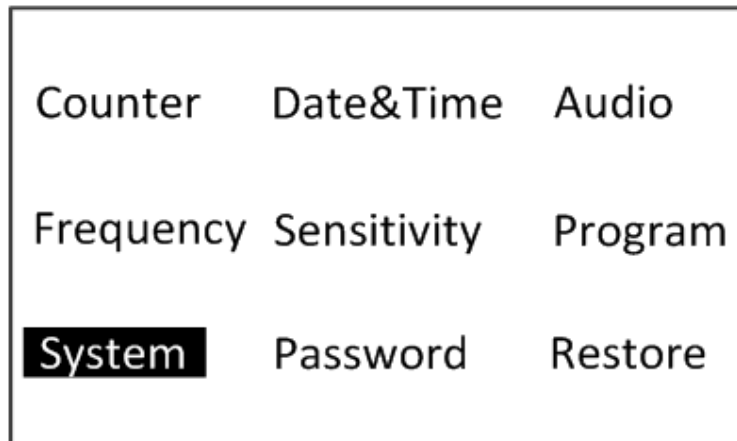 Counter Date&Time Audio
Frequency Sensitivity Program
System Password Restore